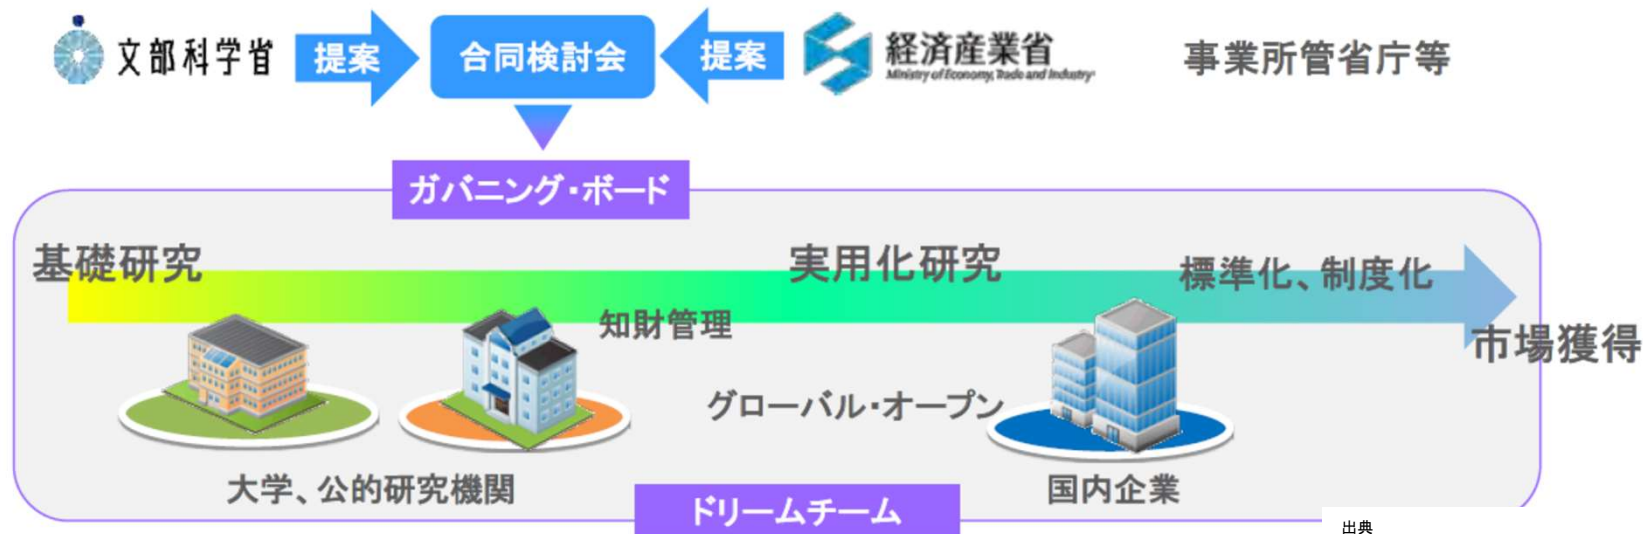 文部科学省
提案
合同検討会
提案
経済産業省
Ministry of Economy, Trade and Industry
事業所管省庁等
ガバニング・ボード
基礎研究
実用化研究
標準化、制度化
知財管理
市場獲得
グローバル・オープン
大学、公的研究機関
国内企業
ドリームチーム
出典